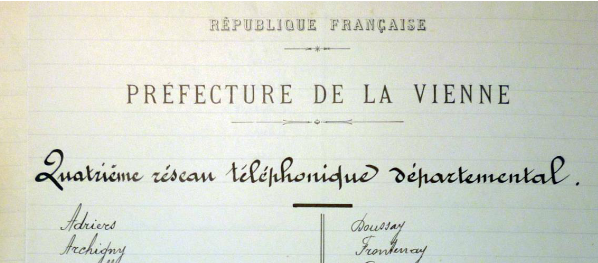 RÉPUBLIQUE FRANÇAISE
PRÉFECTURE DE LA VIENNE
Quatrième réseau téléphonique départemental.
Adriers
Archigny
Doussay
Frontenay